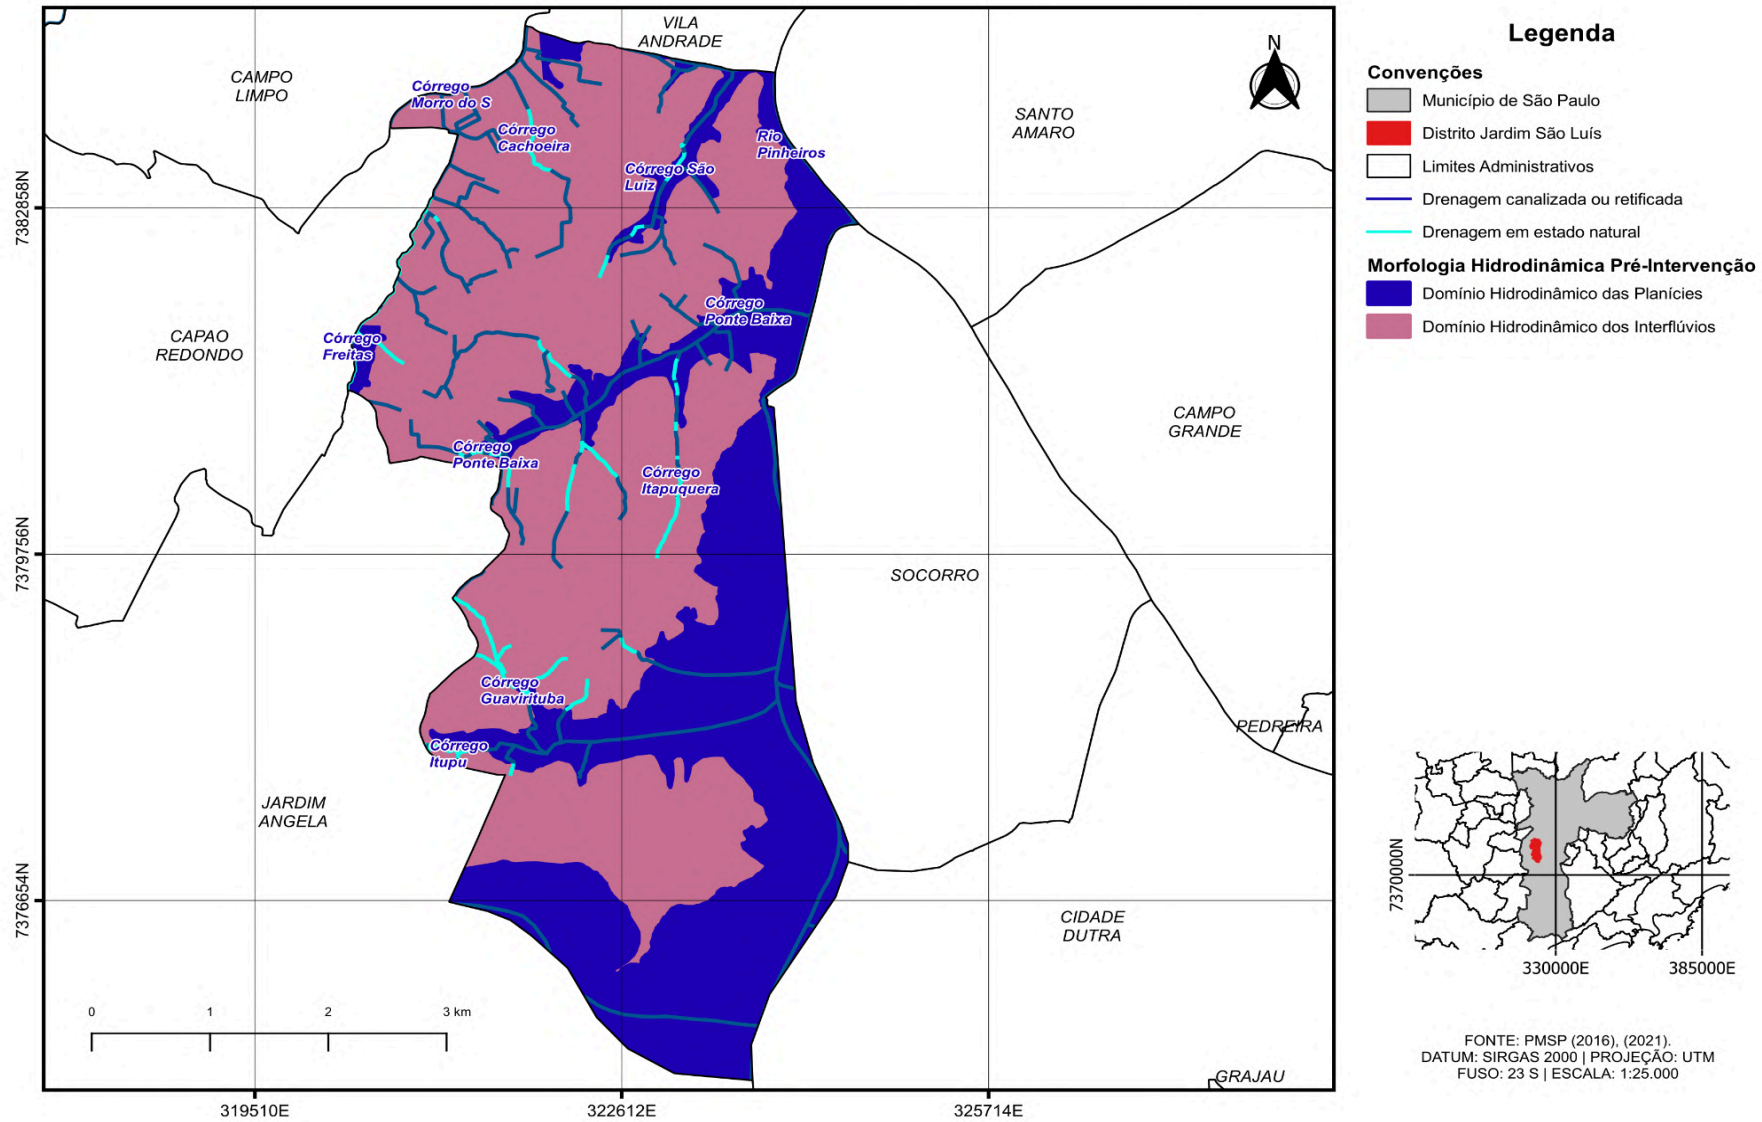 VILA
ANDRADE
CAMPO
LIMPO
Córrego
Morro do S
Córrego
Cachoeira
Córrego São
Luiz
Rio
Pinheiros
N
SANTO
AMARO
7382858N
CAPAO
REDONDO
Córrego
Freitas
Córrego
Ponte Baixa
Córrego
Ponte Baixa
Córrego
Itapuquera
CAMPO
GRANDE
7379756N
SOCORRO
Córrego
Guavirituba
Córrego
Itupu
PEDREIRA
JARDIM
ANGELA
7376654N
CIDADE
DUTRA
0 1 2 3 km
GRAJAU
319510E 322612E 325714E
Legenda
Convenções
Município de São Paulo
Distrito Jardim São Luís
Limites Administrativos
Drenagem canalizada ou retificada
Drenagem em estado natural
Morfologia Hidrodinâmica Pré-Intervenção
Domínio Hidrodinâmico das Planícies
Domínio Hidrodinâmico dos Interflúvios
7370000N
330000E 385000E
FONTE: PMSP (2016), (2021).
DATUM: SIRGAS 2000 | PROJEÇÃO: UTM
FUSO: 23 S | ESCALA: 1:25.000